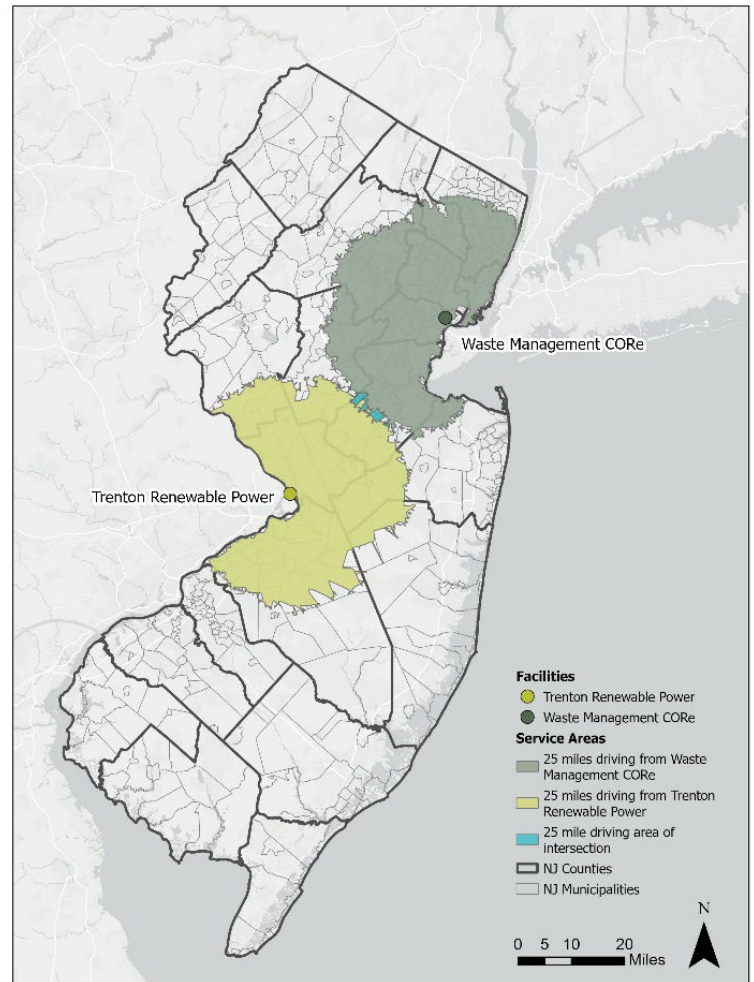 Waste Management CORe
Trenton Renewable Power
Facilities
Trenton Renewable Power
Waste Management CORe
Service Areas
25 miles driving from Waste
Management CORe
25 miles driving from Trenton
Renewable Power
25 mile driving area of
intersection
NJ Counties
NJ Municipalities
N
0 5 10 20
Miles